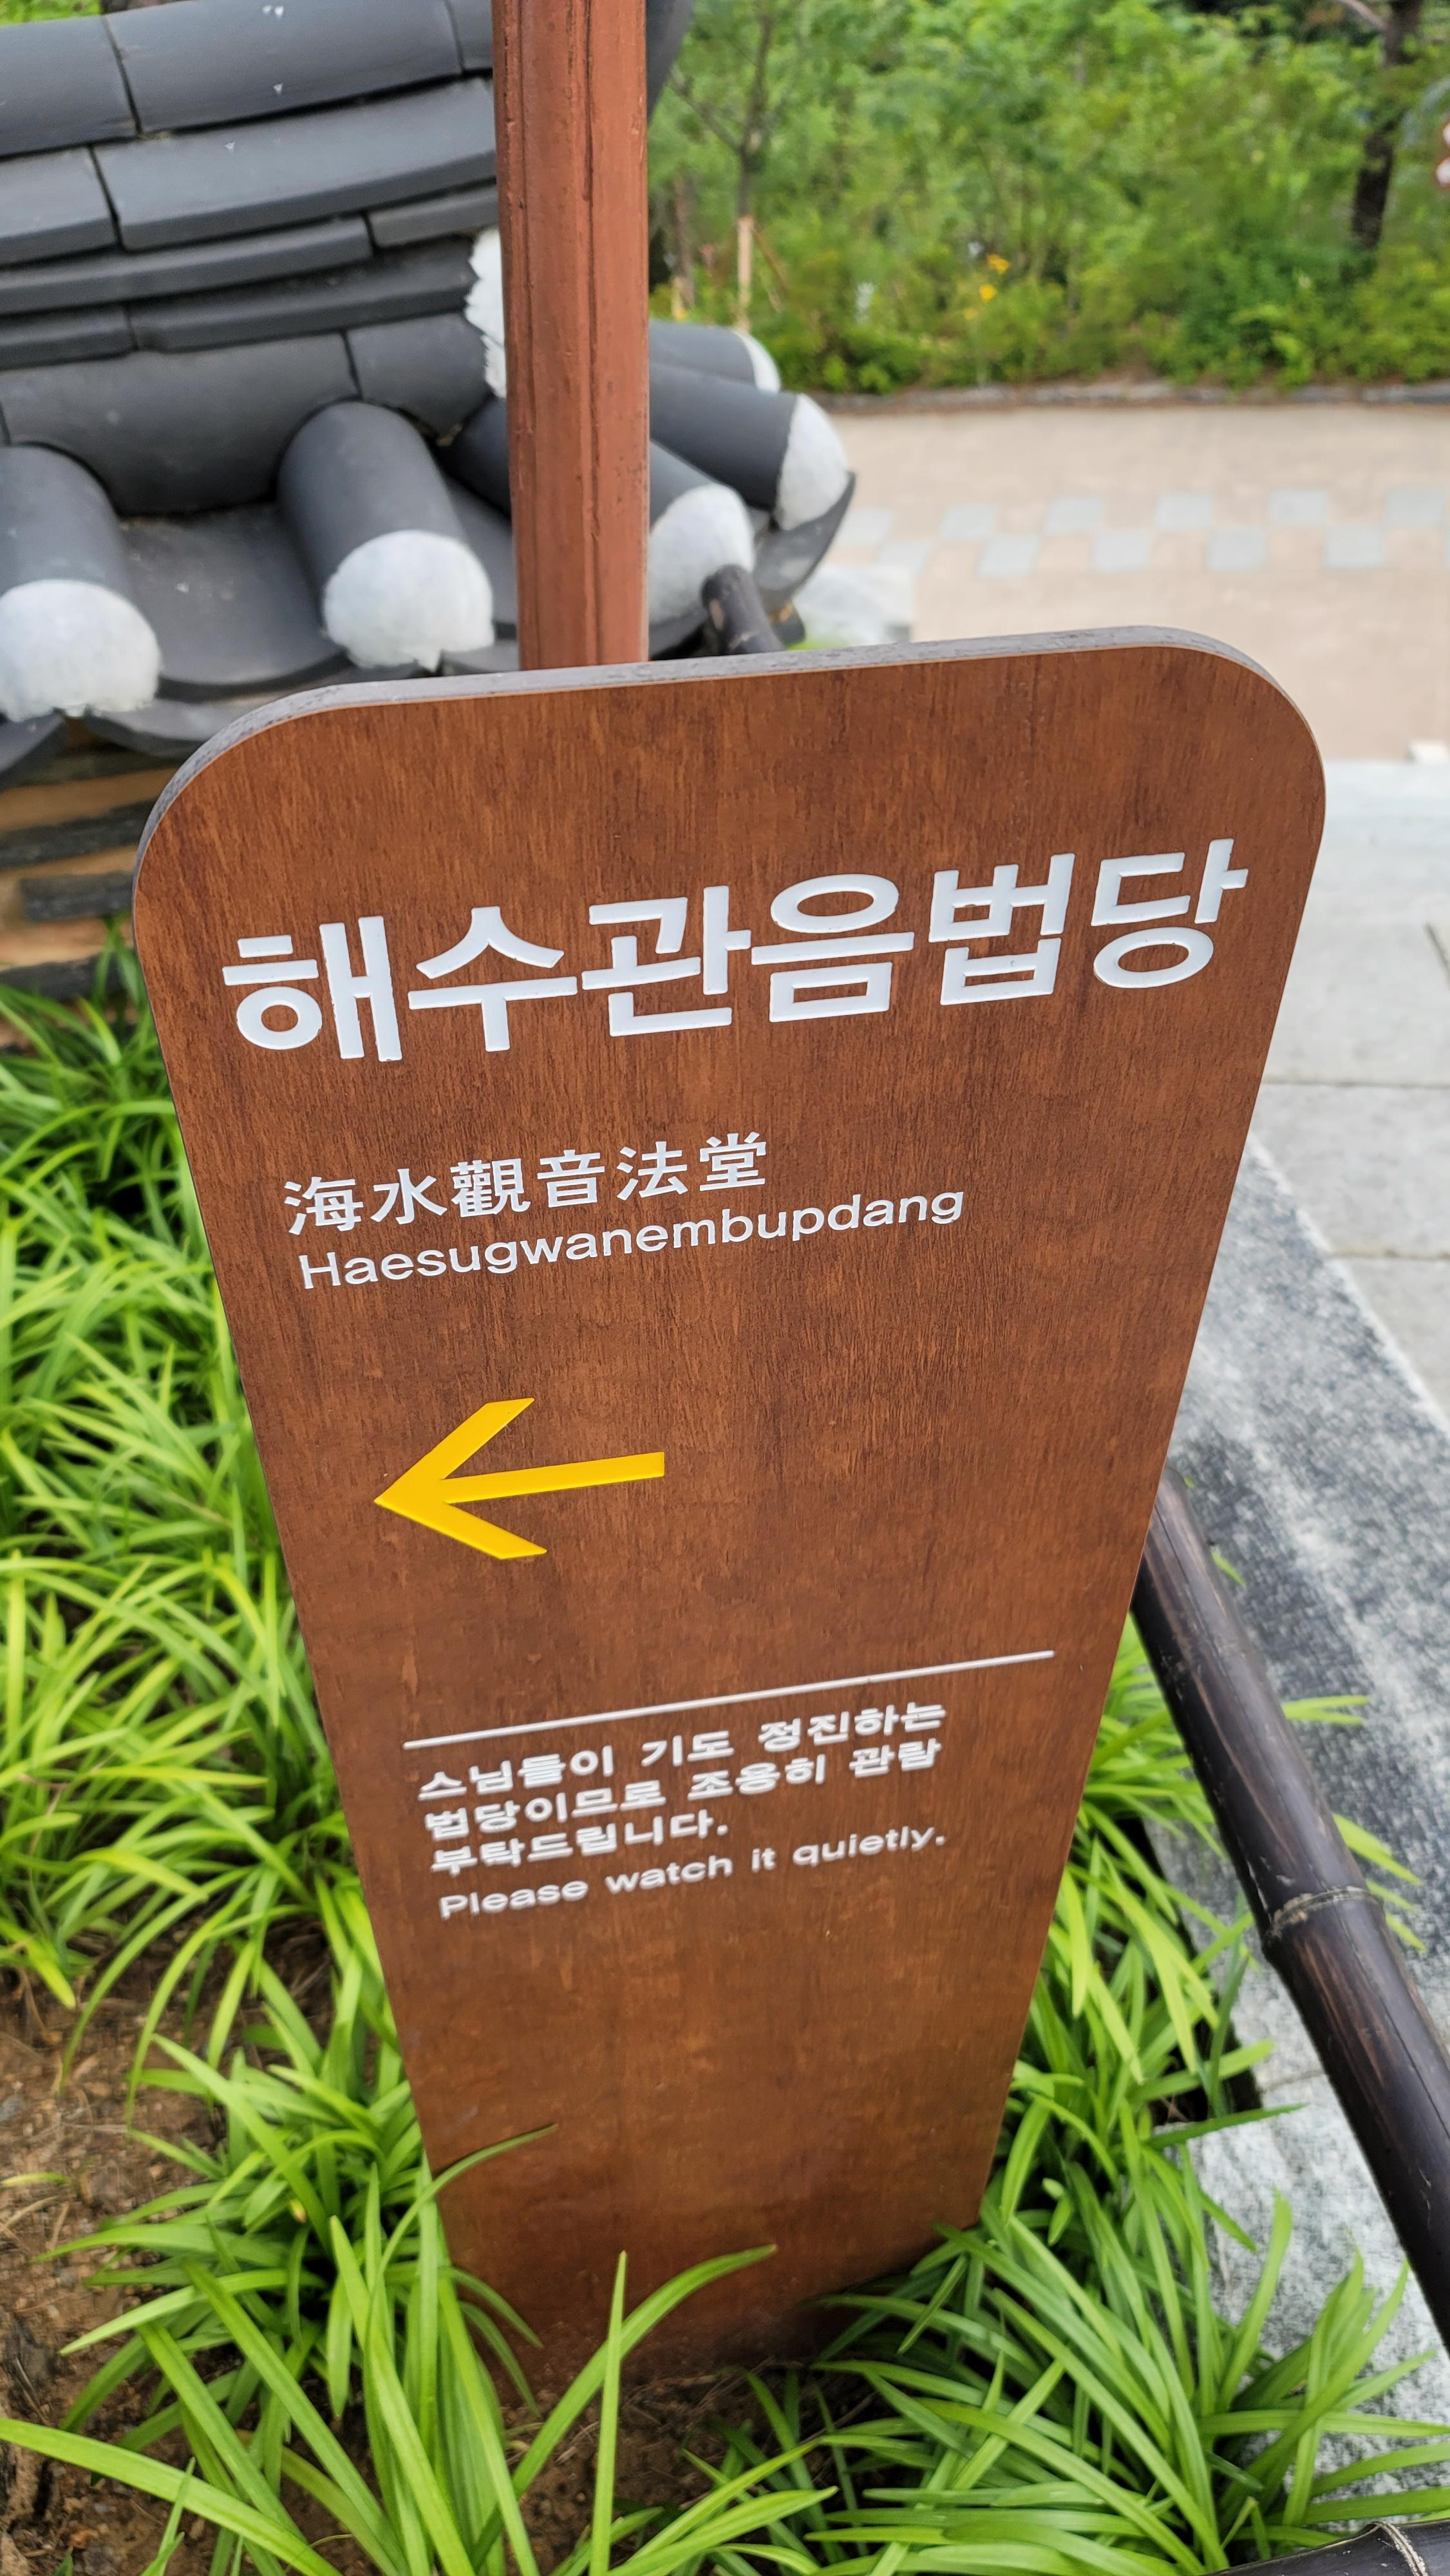 해수관음법당
海水觀音法堂
Haesugwanembupdang
스님들이 기도 정진하는
법당이므로 조용히 관람
부탁드립니다.
Please watch it quietly.